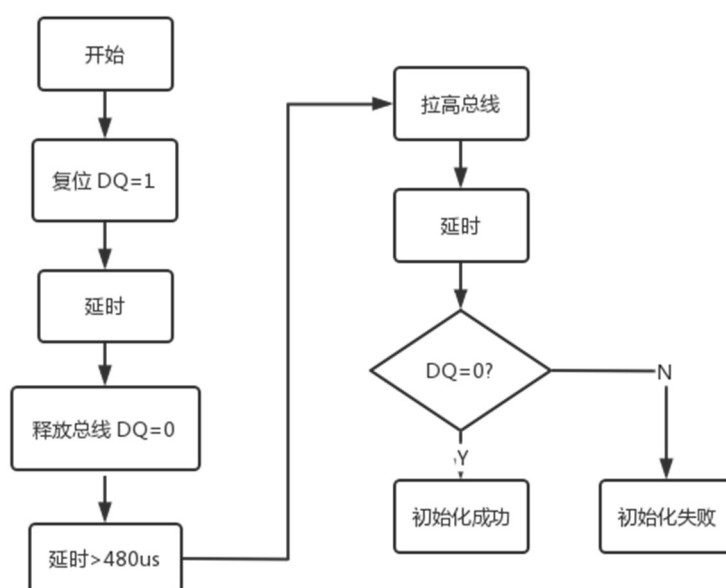 开始
复位 DQ=1
延时
释放总线 DQ=0
延时>480us
拉高总线
延时
DQ=0?
N
Y
初始化成功
初始化失败